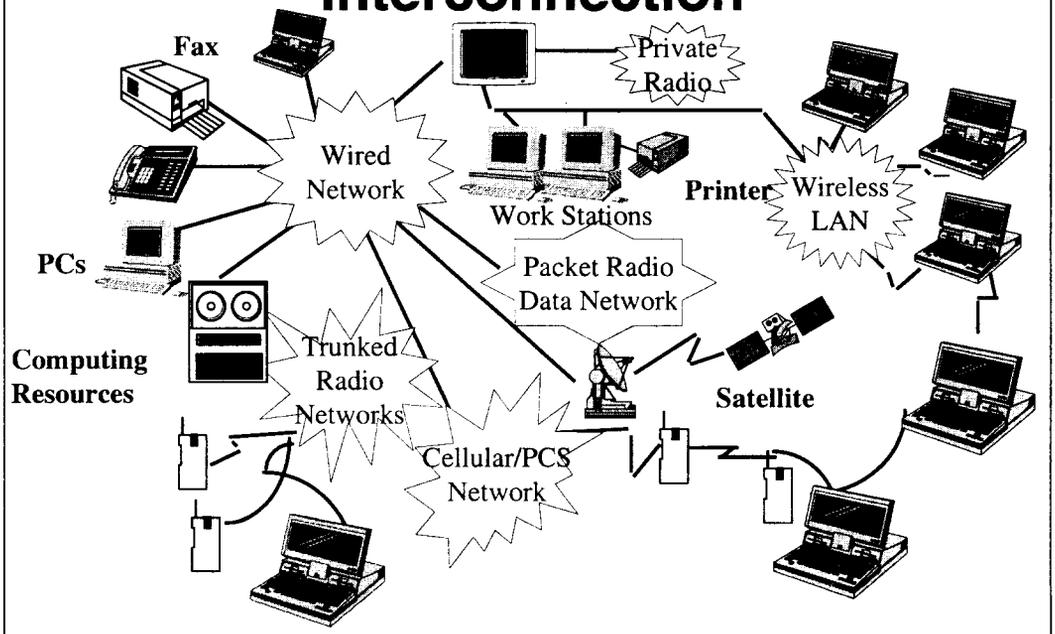 Interconnection
Fax
Private
Radio
Wired
Network
Work Stations
Printer
Wireless
LAN
PCs
Packet Radio
Data Network
Computing
Resources
Trunked
Radio
Networks
Satellite
Cellular/PCS
Network